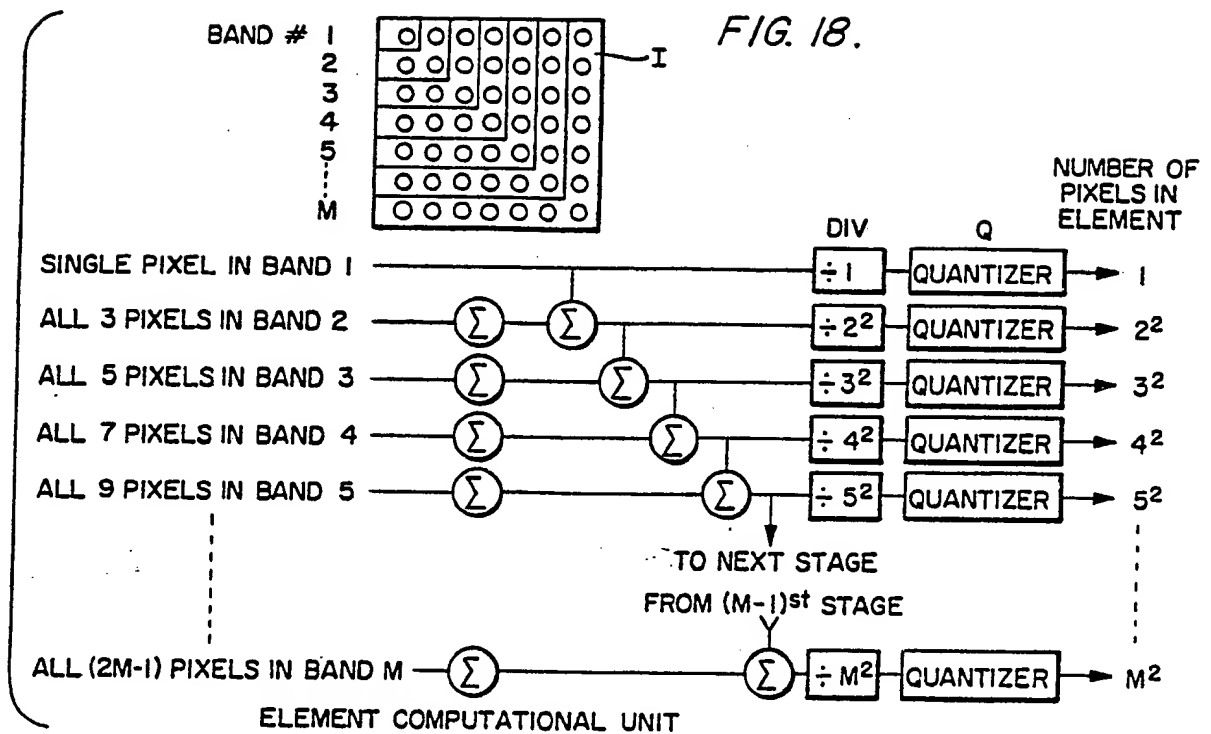 FIG. 18.
BAND # 1
2
3
4
5
M
I
NUMBER OF
PIXELS IN
ELEMENT
DIV
Q
SINGLE PIXEL IN BAND 1
÷1
QUANTIZER
1
ALL 3 PIXELS IN BAND 2
Σ
Σ
÷2²
QUANTIZER
2²
ALL 5 PIXELS IN BAND 3
Σ
Σ
÷3²
QUANTIZER
3²
ALL 7 PIXELS IN BAND 4
Σ
Σ
÷4²
QUANTIZER
4²
ALL 9 PIXELS IN BAND 5
Σ
Σ
÷5²
QUANTIZER
5²
TO NEXT STAGE
FROM (M-1)st STAGE
ALL (2M-1) PIXELS IN BAND M
Σ
Σ
÷M²
QUANTIZER
M²
ELEMENT COMPUTATIONAL UNIT